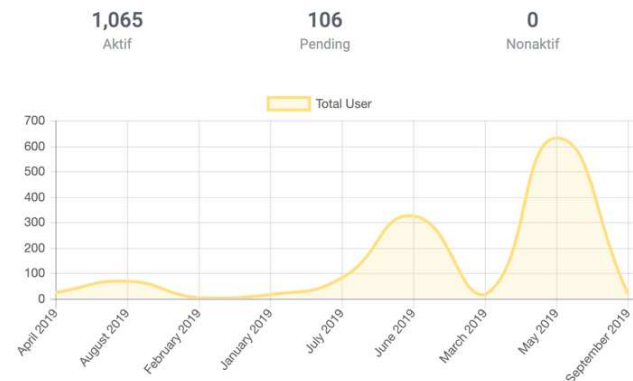 1,065 106 0
Aktif Pending Nonaktif
Total User
700
600
500
400
300
200
100
0
April 2019 August 2019 February 2019 January 2019 July 2019 June 2019 March 2019 May 2019 September 2019